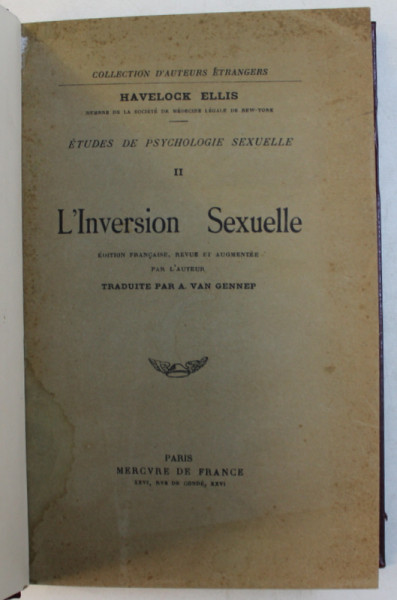 COLLECTION D'AUTEURS ÉTRANGERS
HAVELOCK ELLIS
MEMBRE DE LA SOCIÉTÉ DE MÉDECINE LÉGALE DE NEW-YORK
ÉTUDES DE PSYCHOLOGIE SEXUELLE
II
L'Inversion Sexuelle
ÉDITION FRANÇAISE, REVUE ET AUGMENTÉE
PAR L'AUTEUR
TRADUITE PAR A. VAN GENNEP
PARIS
MERCVRE DE FRANCE
XXVI, RVE DE CONDÉ, XXVI